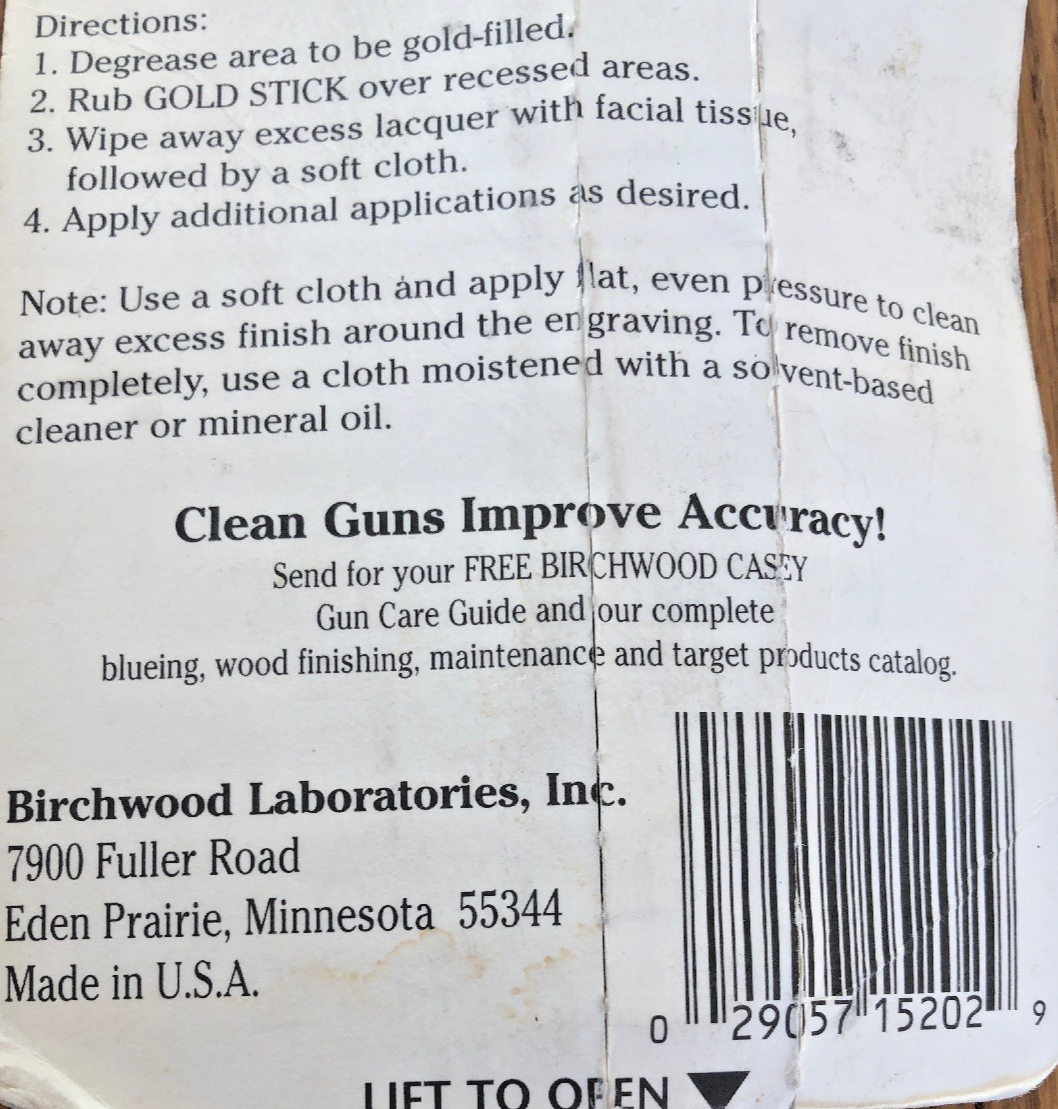 Directions:
1. Degrease area to be gold-filled.
2. Rub GOLD STICK over recessed areas.
3. Wipe away excess lacquer with facial tissue,
followed by a soft cloth.
4. Apply additional applications as desired.
Note: Use a soft cloth and apply flat, even pressure to clean
away excess finish around the engraving. To remove finish
completely, use a cloth moistened with a solvent-based
cleaner or mineral oil.
Clean Guns Improve Accuracy!
Send for your FREE BIRCHWOOD CASEY
Gun Care Guide and our complete
blueing, wood finishing, maintenance and target products catalog.
Birchwood Laboratories, Inc.
7900 Fuller Road
Eden Prairie, Minnesota 55344
Made in U.S.A.
0 29057 15202 9
LIFT TO OPEN